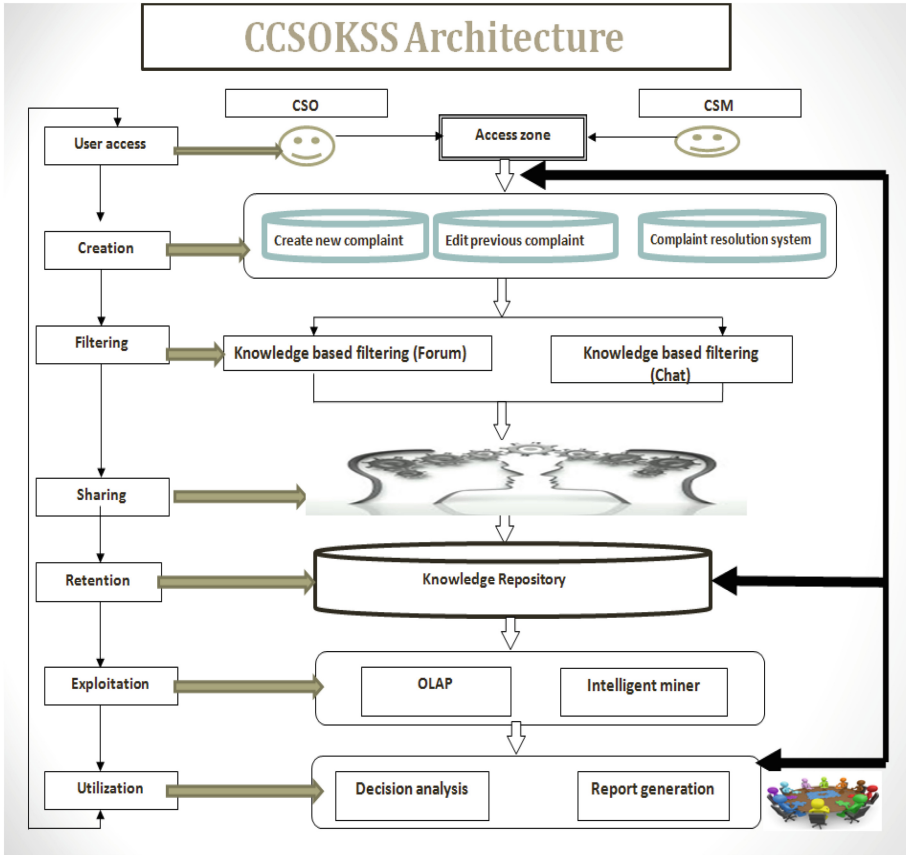 CCSOKSS Architecture
CSO
CSM
User access
Access zone
Creation
Create new complaint
Edit previous complaint
Complaint resolution system
Filtering
Knowledge based filtering (Forum)
Knowledge based filtering
(Chat)
Sharing
Retention
Knowledge Repository
Exploitation
OLAP
Intelligent miner
Utilization
Decision analysis
Report generation